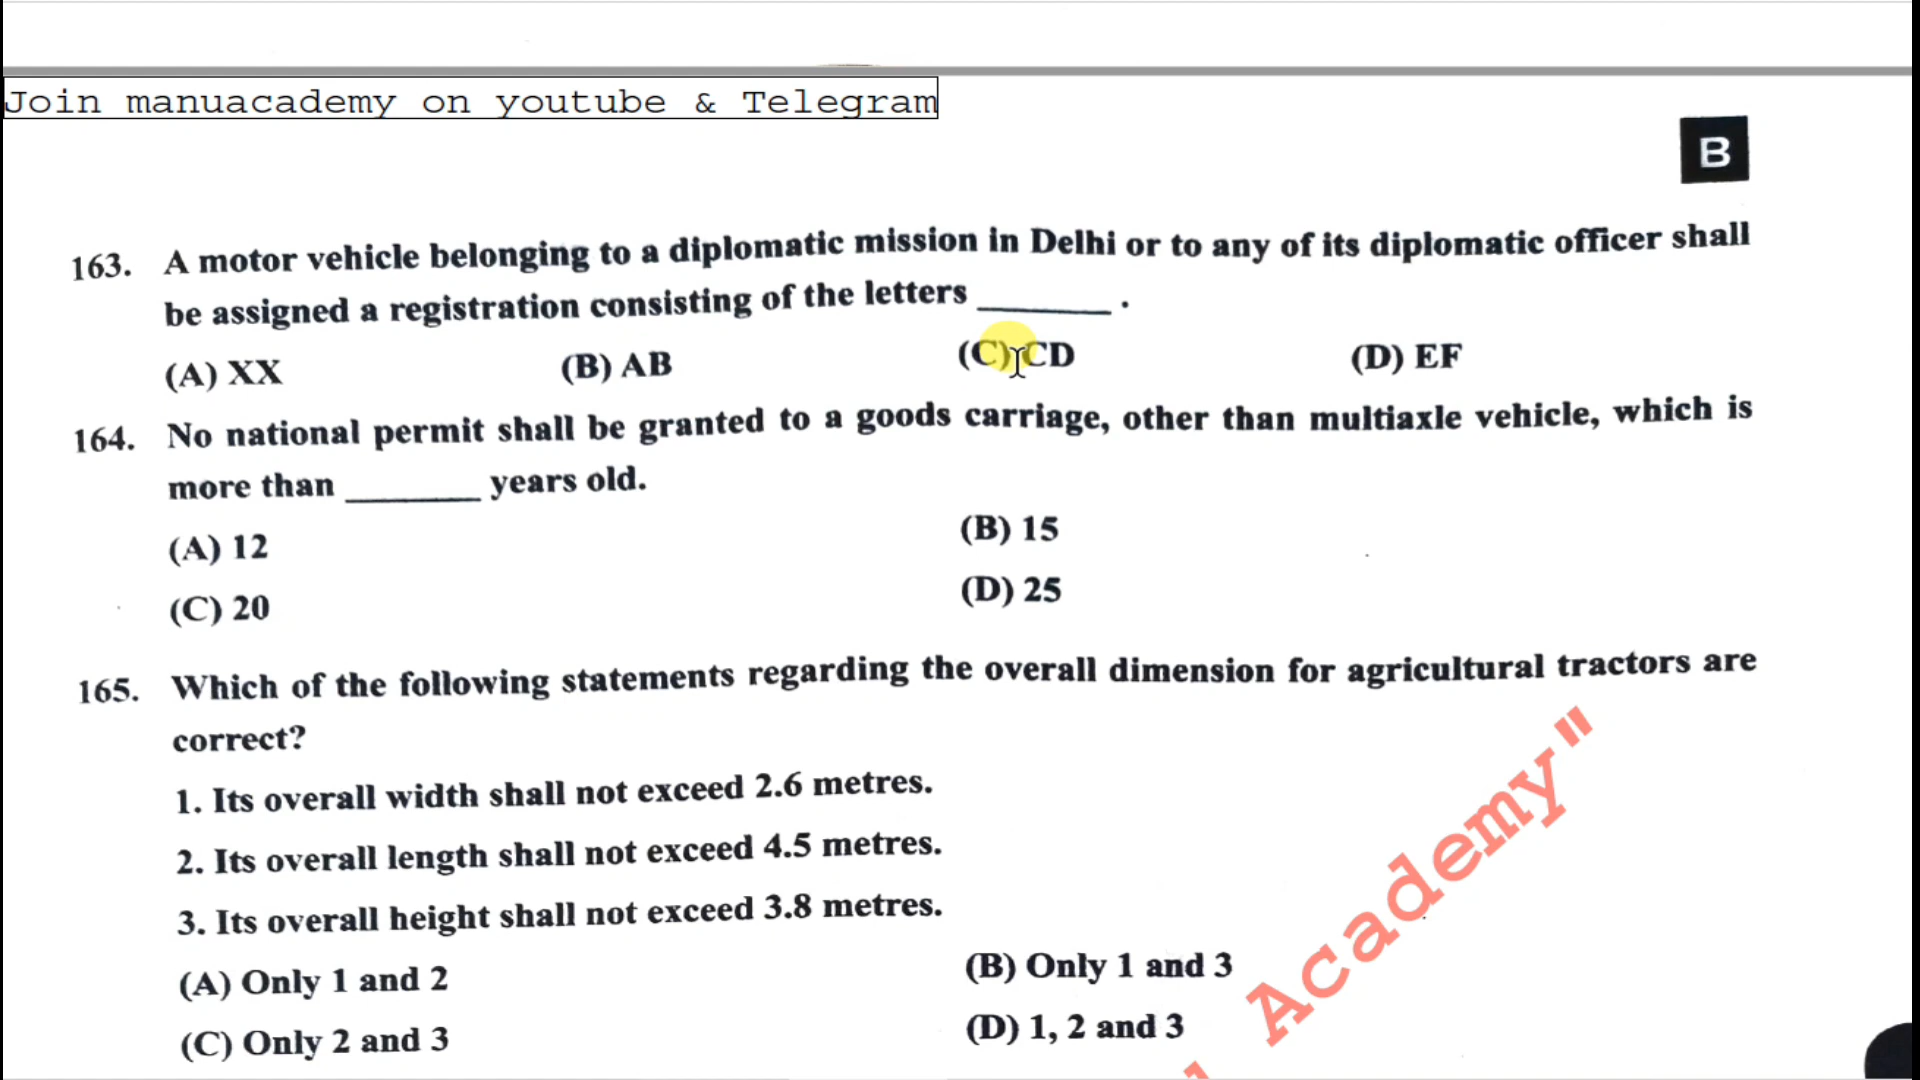 Join manuacademy on youtube & Telegram
B
163. A motor vehicle belonging to a diplomatic mission in Delhi or to any of its diplomatic officer shall
be assigned a registration consisting of the letters ________ .
(A) XX (B) AB (C) CD (D) EF
164. No national permit shall be granted to a goods carriage, other than multiaxle vehicle, which is
more than ________ years old.
(A) 12 (B) 15
(C) 20 (D) 25
165. Which of the following statements regarding the overall dimension for agricultural tractors are
correct?
1. Its overall width shall not exceed 2.6 metres.
2. Its overall length shall not exceed 4.5 metres.
3. Its overall height shall not exceed 3.8 metres.
(A) Only 1 and 2 (B) Only 1 and 3
(C) Only 2 and 3 (D) 1, 2 and 3
Academy"